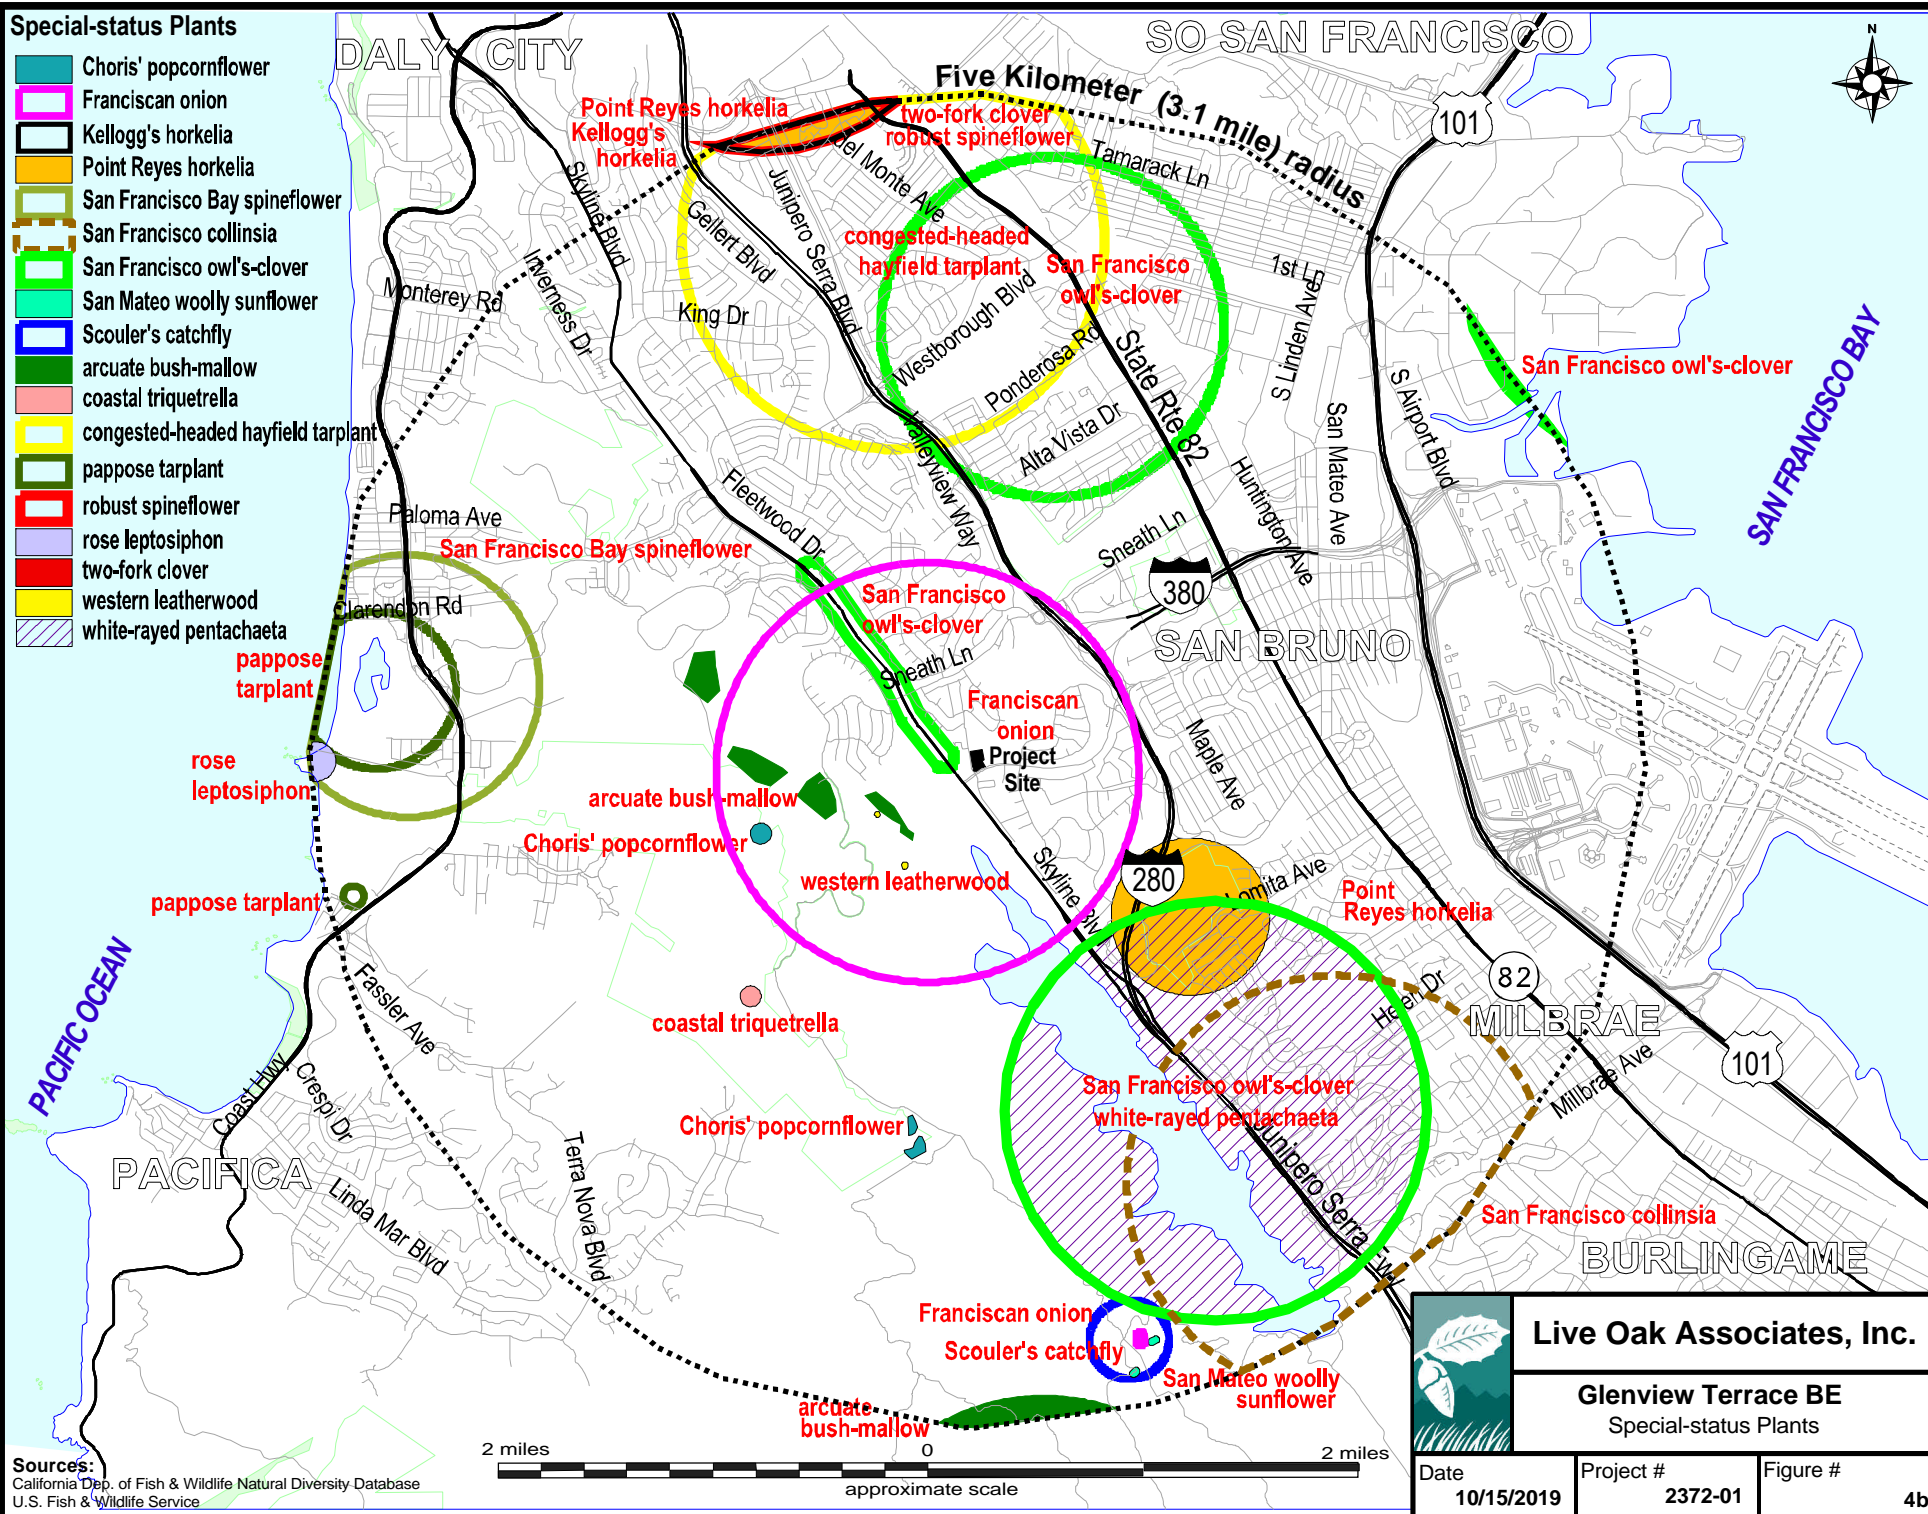 Special-status Plants
Choris' popcornflower
Franciscan onion
Kellogg's horkelia
Point Reyes horkelia
San Francisco Bay spineflower
San Francisco collinsia
San Francisco owl's-clover
San Mateo woolly sunflower
Scouler's catchfly
arcuate bush-mallow
coastal triquetrella
congested-headed hayfield tarplant
pappose tarplant
robust spineflower
rose leptosiphon
two-fork clover
western leatherwood
white-rayed pentachaeta
DALY CITY
SO SAN FRANCISCO
N
Five Kilometer (3.1 mile) radius
101
Point Reyes horkelia
Kellogg's
horkelia
two-fork clover
robust spineflower
del Monte Ave
Tamarack Ln
Skyline Blvd
Junipero Serra Blvd
Gellert Blvd
congested-headed
hayfield tarplant
San Francisco
owl's-clover
1st Ln
Monterey Rd
Inverness Dr
King Dr
Westborough Blvd
Ponderosa Rd
State Rte 82
S Linden Ave
San Francisco owl's-clover
SAN FRANCISCO BAY
S Airport Blvd
San Mateo Ave
Alta Vista Dr
Valleyview Way
Huntington Ave
Fleetwood Dr
Paloma Ave
San Francisco Bay spineflower
Sneath Ln
380
Clarendon Rd
San Francisco
owl's-clover
SAN BRUNO
pappose
tarplant
Sneath Ln
Franciscan
onion
Project
Site
Maple Ave
rose
leptosiphon
arcuate bush-mallow
Choris' popcornflower
western leatherwood
Skyline Blvd
280
Lomita Ave
Point
Reyes horkelia
pappose tarplant
PACIFIC OCEAN
Fassler Ave
82
Helen Dr
MILBRAE
coastal triquetrella
101
Millbrae Ave
Coast Hwy
Crespi Dr
San Francisco owl's-clover
white-rayed pentachaeta
Choris' popcornflower
Terra Nova Blvd
Junipero Serra Fwy
PACIFICA
Linda Mar Blvd
San Francisco collinsia
BURLINGAME
Franciscan onion
Scouler's catchfly
San Mateo woolly
sunflower
arcuate
bush-mallow
2 miles
0
2 miles
approximate scale
Sources:
California Dep. of Fish & Wildlife Natural Diversity Database
U.S. Fish & Wildlife Service
Live Oak Associates, Inc.
Glenview Terrace BE
Special-status Plants
Date
10/15/2019
Project #
2372-01
Figure #
4b